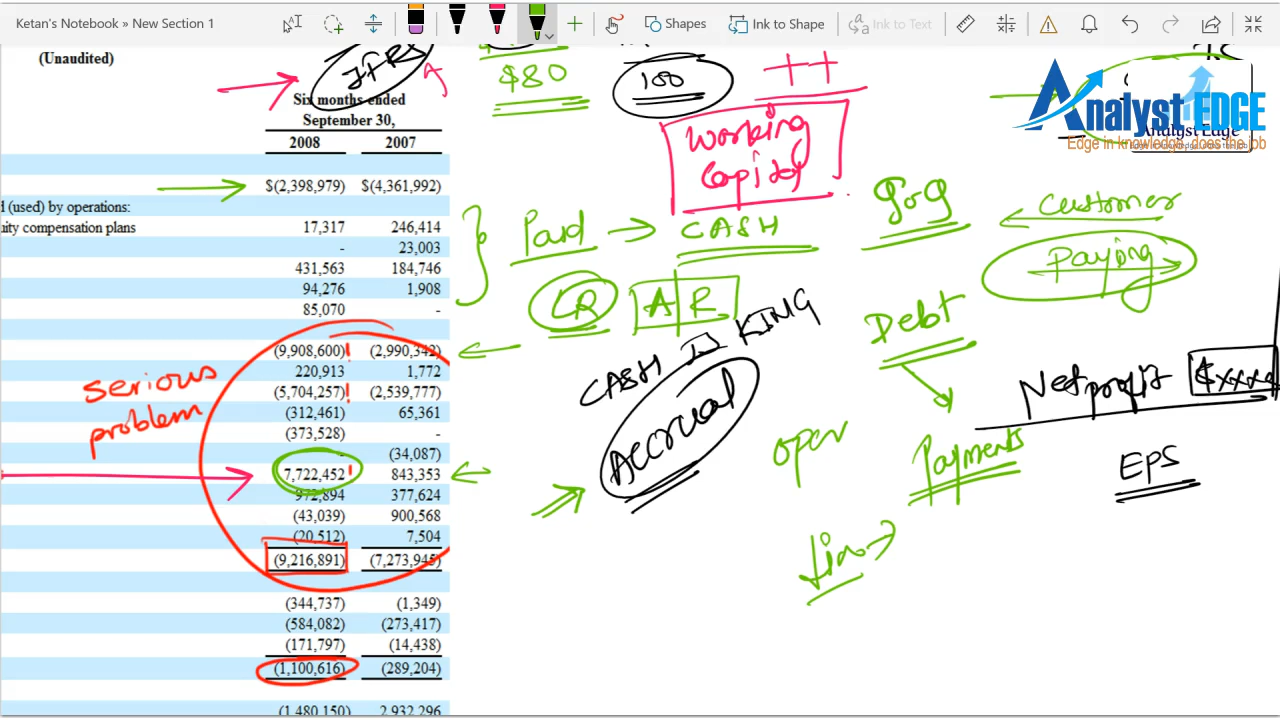 Ketan's Notebook » New Section 1
Shapes
Ink to Shape
Ink to Text
(Unaudited)
IFRS
A
$80
100
++
Analyst EDGE
Analyst Edge
Edge in knowledge, does the job
Six months ended
September 30,
2008 2007
Working
Capital
$(2,398,979) $(4,361,992)
d (used) by operations:
uity compensation plans 17,317 246,414
- 23,003
431,563 184,746
94,276 1,908
85,070 -
(9,908,600)! (2,990,342)
220,913 1,772
(5,704,257)! (2,539,777)
(312,461) 65,361
(373,528) -
- (34,087)
7,722,452! 843,353
972,894 377,624
(43,039) 900,568
(20,512) 7,504
(9,216,891) (7,273,945)
(344,737) (1,349)
(584,082) (273,417)
(171,797) (14,438)
(1,100,616) (289,204)
(1,480,150) 2,932,296
serious
problem
Paid → CASH
CR A R
customer
Paying
CASH IS KING
Accrual
Debt
Payments
oper
fin →
Net profit $xxxx
EPS